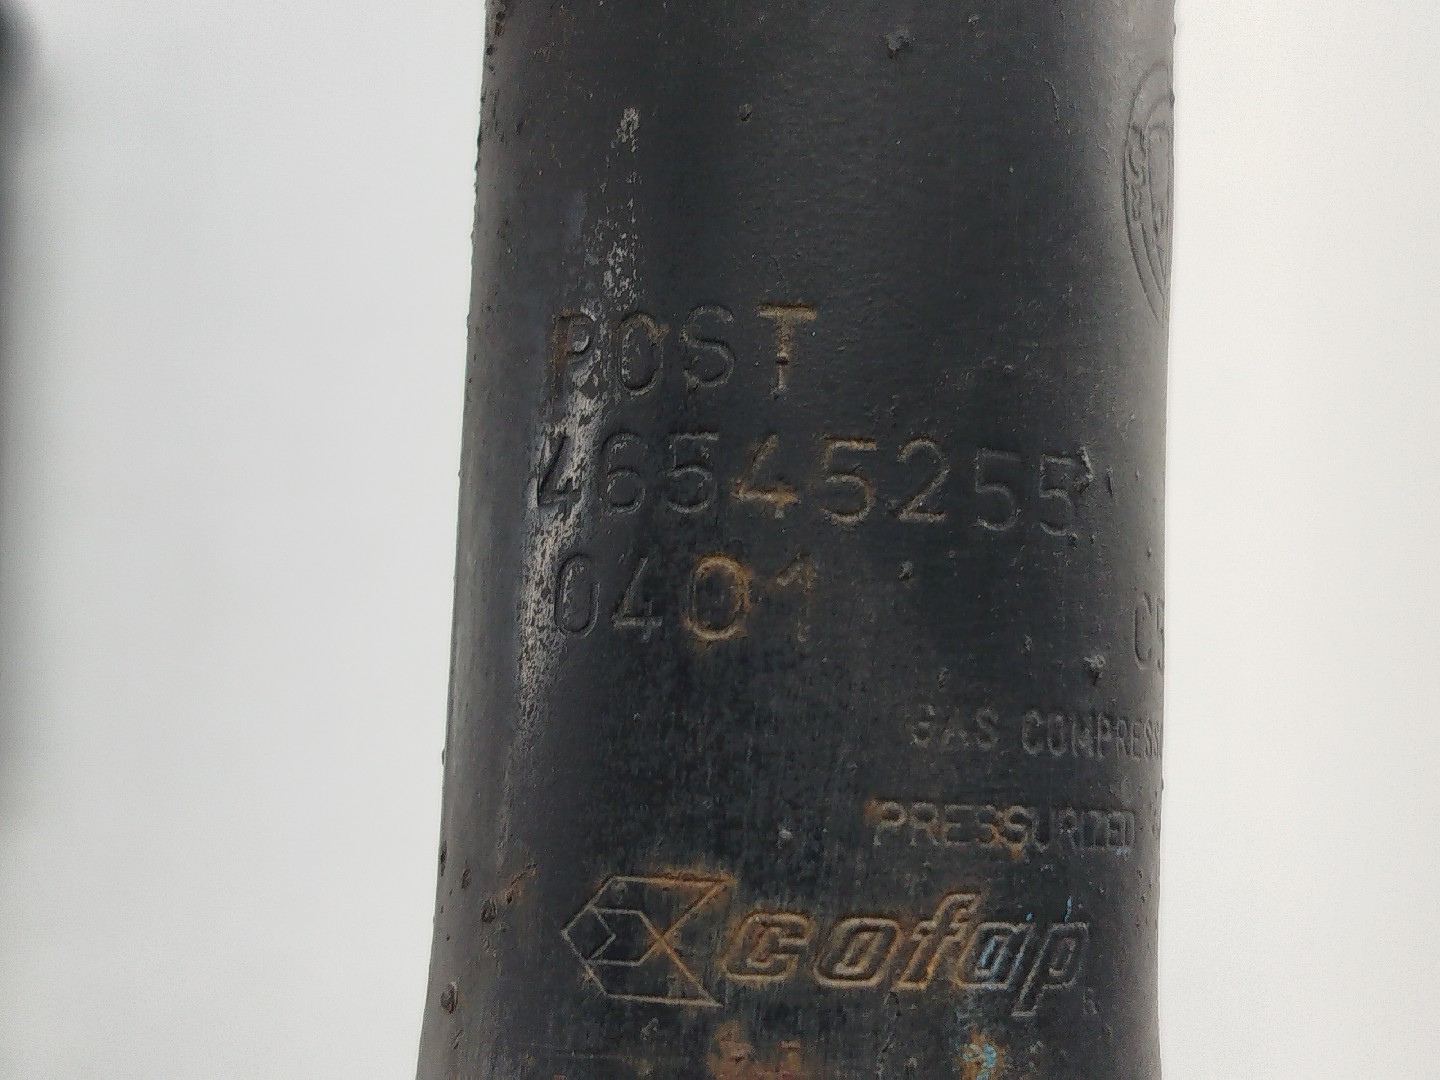 POST
46545255
0401
GAS COMPRESS
PRESSURIZED
cofap